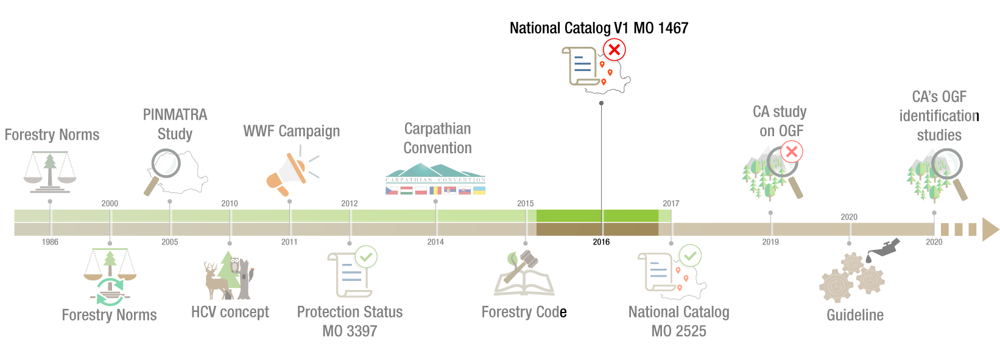 National Catalog V1 MO 1467
CA's OGF
identification
studies
CA study
on OGF
PINMATRA
Study
Forestry Norms
WWF Campaign
Carpathian
Convention
CARPATHIAN CONVENTION
2000
2010
2012
2015
2017
2020
1986
2005
2011
2014
2016
2019
2020
Forestry Norms
HCV concept
Protection Status
MO 3397
Forestry Code
National Catalog
MO 2525
Guideline